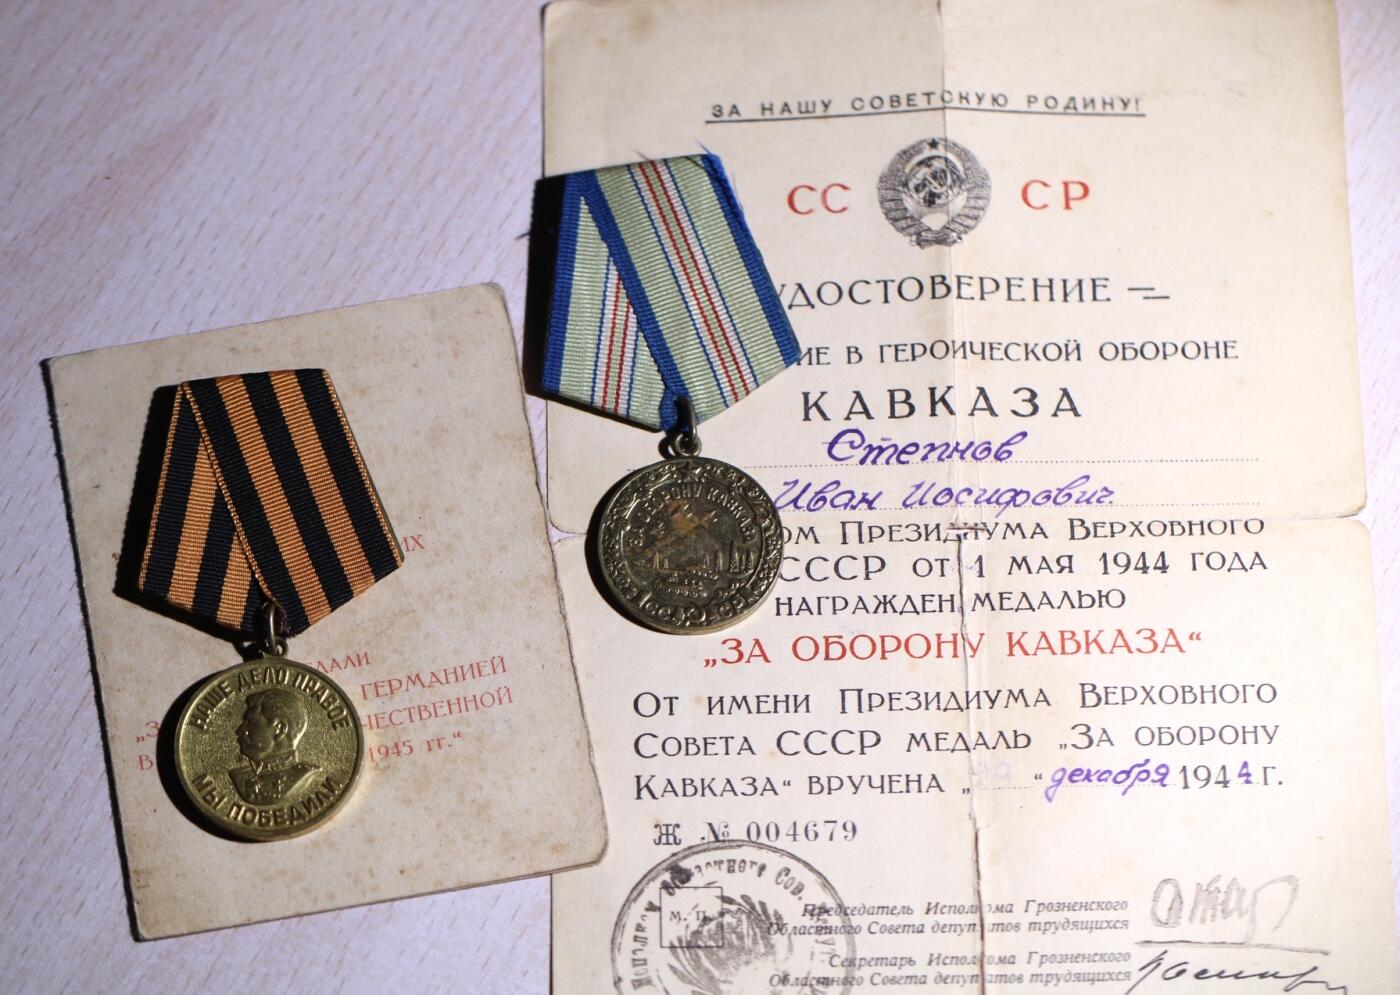 ЗА НАШУ СОВЕТСКУЮ РОДИНУ!
СС СР
УДОСТОВЕРЕНИЕ
В ГЕРОИЧЕСКОЙ ОБОРОНЕ
КАВКАЗА
Степнов
Иван Иосифович
ПРЕЗИДИУМА ВЕРХОВНОГО
СССР ОТ 1 МАЯ 1944 ГОДА
НАГРАЖДЕН МЕДАЛЬЮ
„ЗА ОБОРОНУ КАВКАЗА“
ОТ ИМЕНИ ПРЕЗИДИУМА ВЕРХОВНОГО
СОВЕТА СССР МЕДАЛЬ „ЗА ОБОРОНУ
КАВКАЗА“ ВРУЧЕНА „ “ декабря 1944 Г.
Ж № 004679
М. П.
Председатель Исполкома Грозненского
Областного Совета депутатов трудящихся
Секретарь Исполкома Грозненского
Областного Совета депутатов трудящихся
ЗА ОБОРОНУ КАВКАЗА
СССР
ГЕРМАНИЕЙ
1945 гг.“
НАШЕ ДЕЛО ПРАВОЕ
МЫ ПОБЕДИЛИ